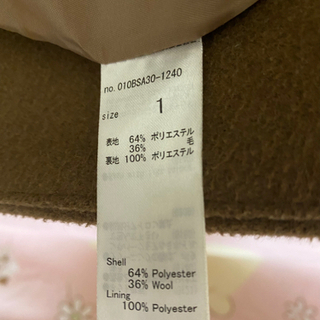 no. 010BSA30-1240
size
1
表地 64% ポリエステル
36% 毛
裏地 100% ポリエステル
Shell
64% Polyester
36% Wool
Lining
100% Polyester